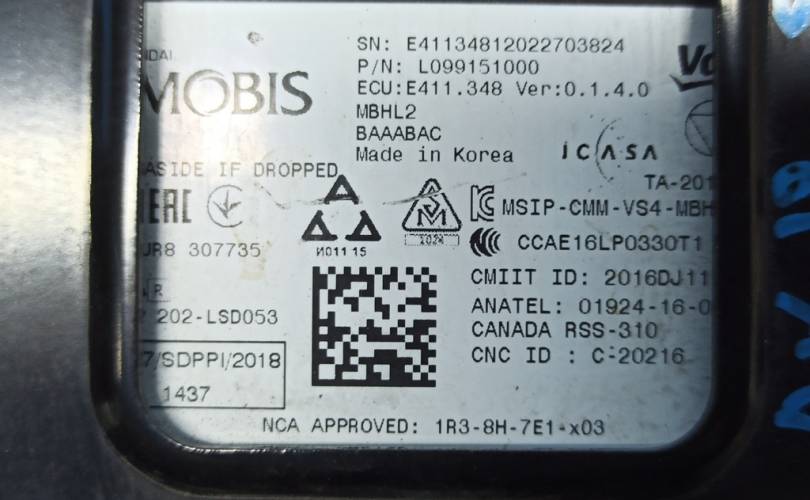 SN: E41134812022703824
P/N: L099151000
ECU:E411.348 Ver:0.1.4.0
MOBIS
MBHL2
BAAABAC
Made in Korea
ICASA
ASIDE IF DROPPED
TA-201
EAC
MSIP-CMM-VS4-MBH
1024
CCAE16LP0330T1
UR8 307735
И011 15
R
CMIIT ID: 2016DJ11
202-LSD053
ANATEL: 01924-16-0
CANADA RSS-310
7/SDPPI/2018
CNC ID : C-20216
1437
NCA APPROVED: 1R3-8H-7E1-x03